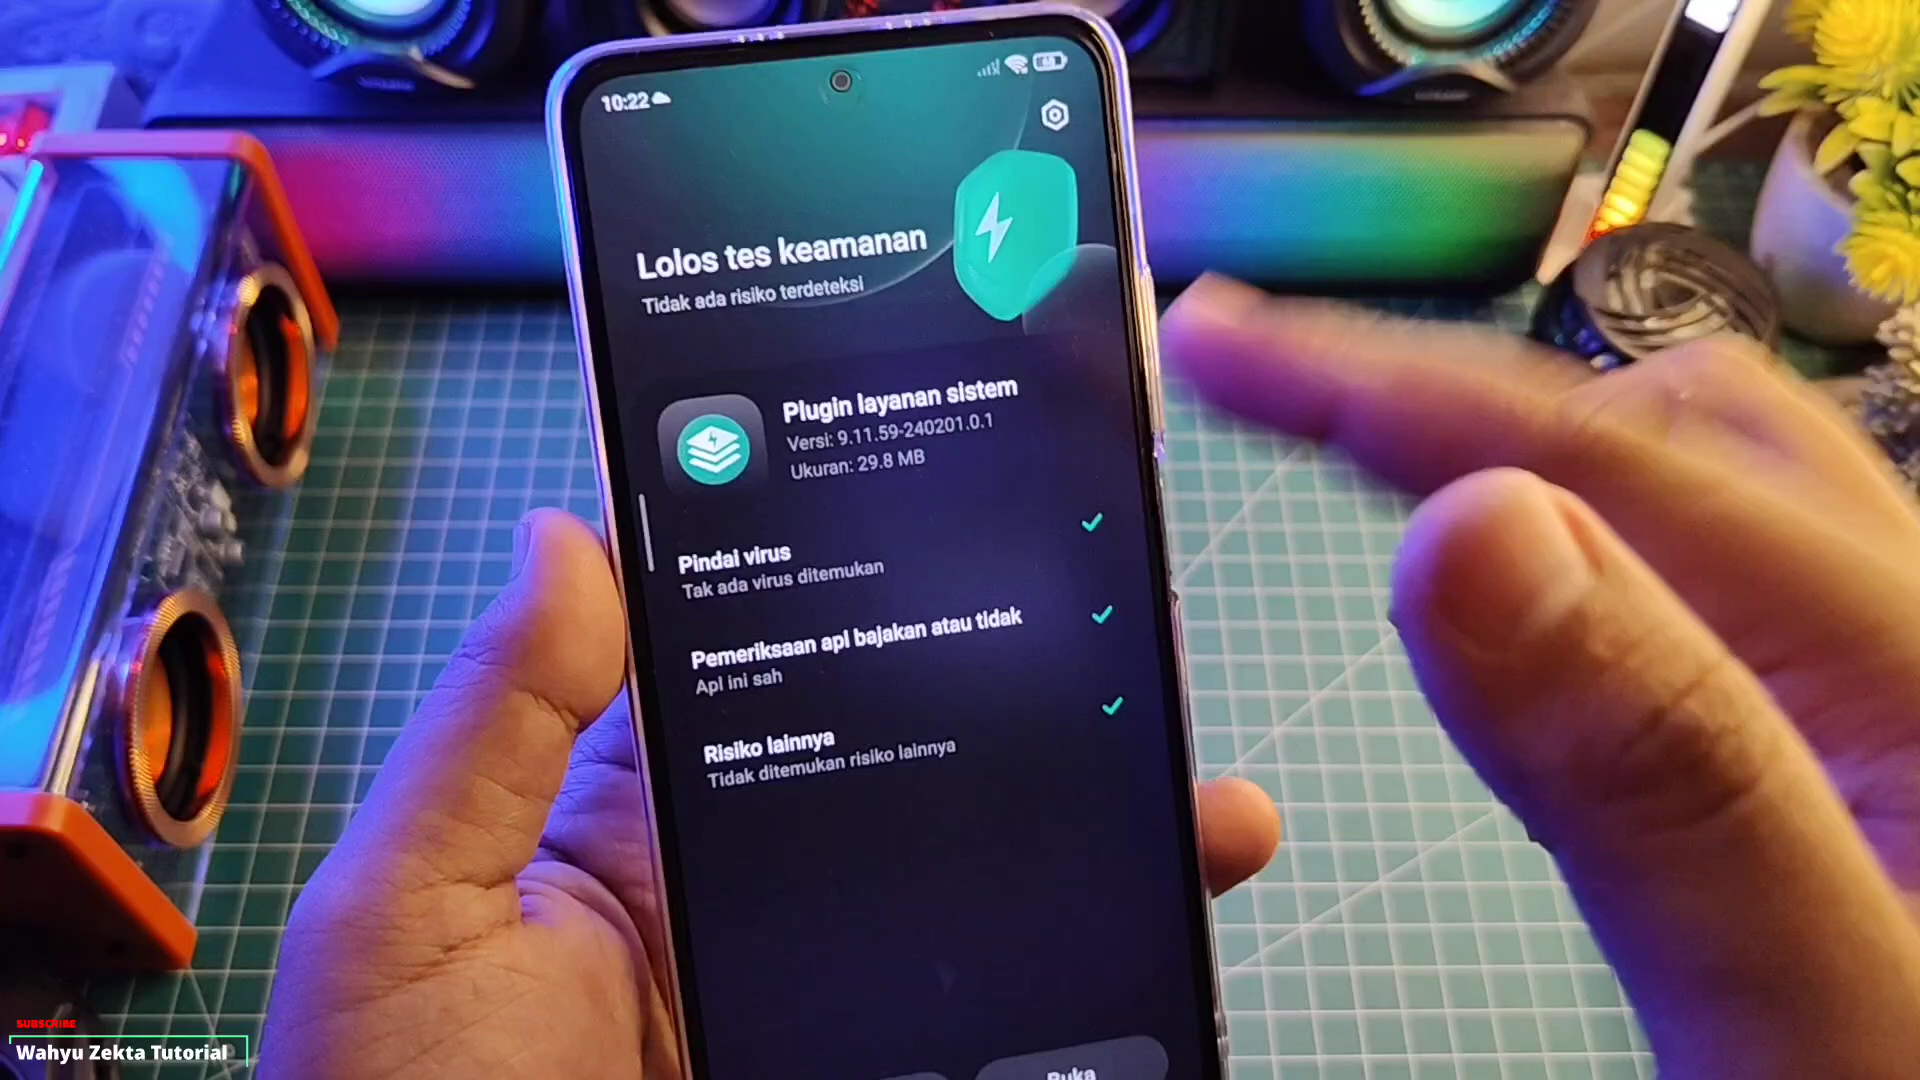 10:22
68
Lolos tes keamanan
Tidak ada risiko terdeteksi
Plugin layanan sistem
Versi: 9.11.59-240201.0.1
Ukuran: 29.8 MB
Pindai virus
Tak ada virus ditemukan
Pemeriksaan apl bajakan atau tidak
Apl ini sah
Risiko lainnya
Tidak ditemukan risiko lainnya
Buka
SUBSCRIBE
Wahyu Zekta Tutorial